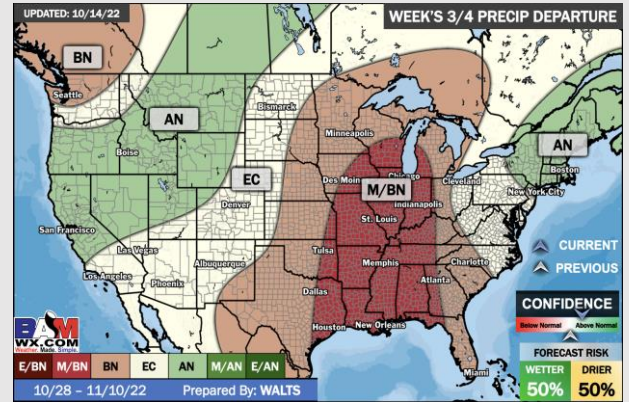 UPDATED: 10/14/22
WEEK'S 3/4 PRECIP DEPARTURE
BN
Seattle
AN
Bismarck
Minneapolis
Boise
AN
Boston
EC
Des Moin
Chicago
Cleveland
New York City
M/BN
Denver
Indianapolis
San Francisco
St. Louis
Las Vegas
CURRENT
Los Angeles
Albuquerque
Tulsa
Memphis
Charlotte
PREVIOUS
Phoenix
Atlanta
Dallas
CONFIDENCE
Below Normal
Above Normal
Houston
New Orleans
BAM
WX.COM
Weather. Made. Simple.
FORECAST RISK
Miami
WETTER
DRIER
50%
50%
E/BN M/BN BN EC AN M/AN E/AN
10/28 – 11/10/22
Prepared By: WALTS